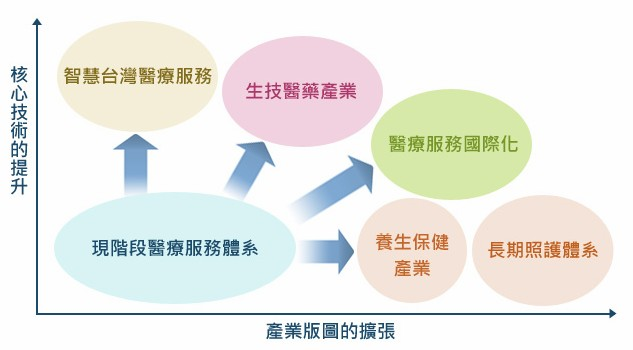 核心技術的提升
智慧台灣醫療服務
生技醫藥產業
醫療服務國際化
現階段醫療服務體系
養生保健
產業
長期照護體系
產業版圖的擴張